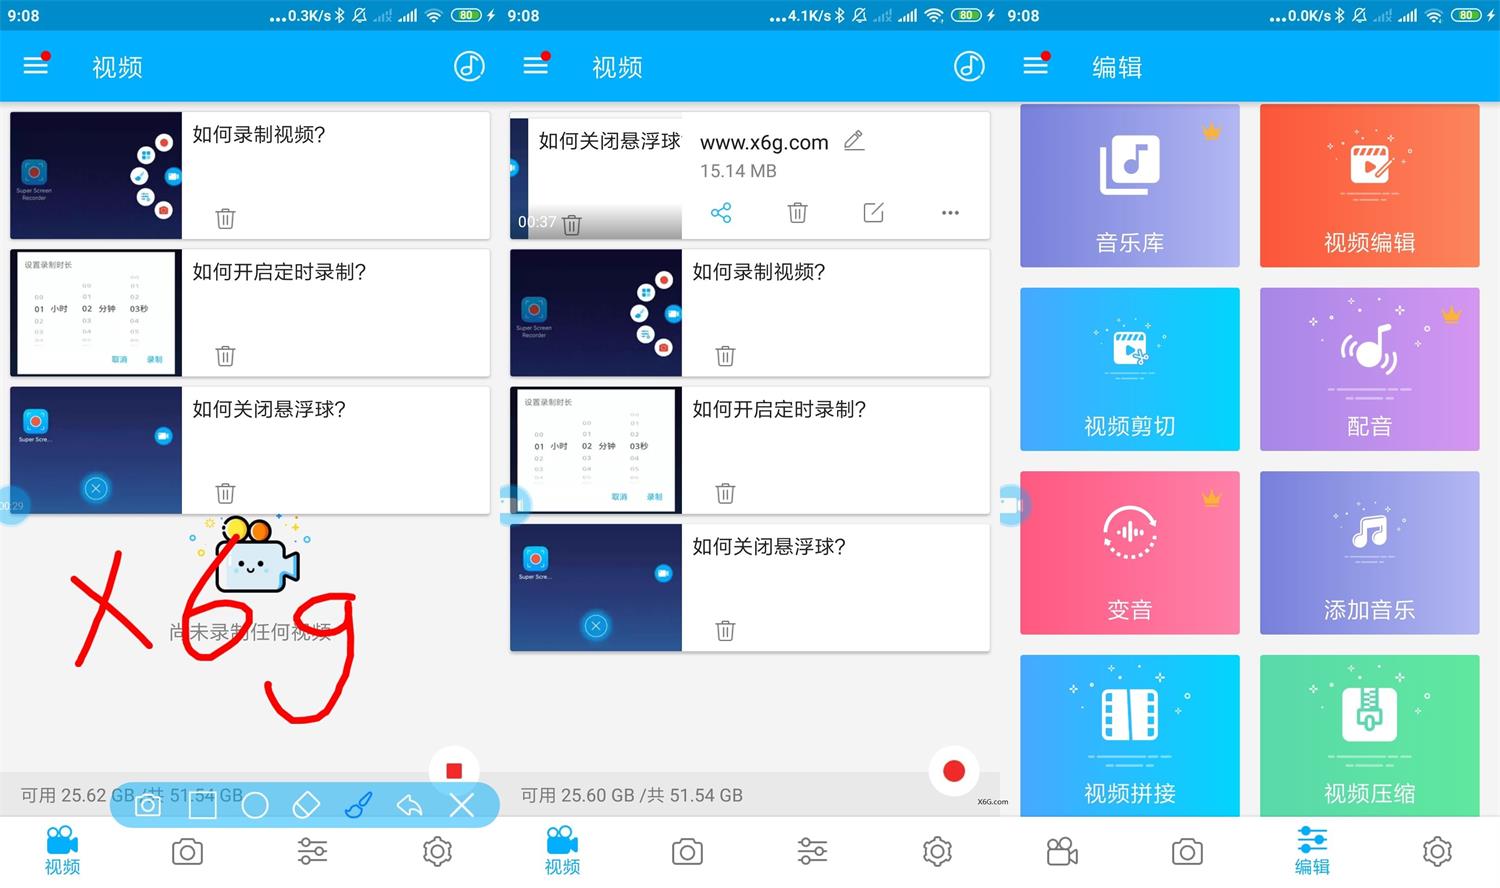 9:08
...0.3K/s
80
视频
如何录制视频?
Super Screen
Recorder
如何开启定时录制?
设置录制时长
00
00
00
01
01
01
01 小时 02 分钟 03秒
02
03
04
03
04
05
取消 录制
如何关闭悬浮球?
Super Scre...
00:29
X6g
尚未录制任何视频
可用 25.62 GB /共 51.54 GB
视频
9:08
...4.1K/s
80
视频
如何关闭悬浮球
00:37
www.x6g.com
15.14 MB
如何录制视频?
Super Screen
Recorder
如何开启定时录制?
设置录制时长
01 小时 02 分钟 03秒
取消 录制
如何关闭悬浮球?
Super Scre...
可用 25.60 GB /共 51.54 GB
X6G.com
视频
9:08
...0.0K/s
80
编辑
音乐库
视频编辑
视频剪切
配音
变音
添加音乐
视频拼接
视频压缩
编辑